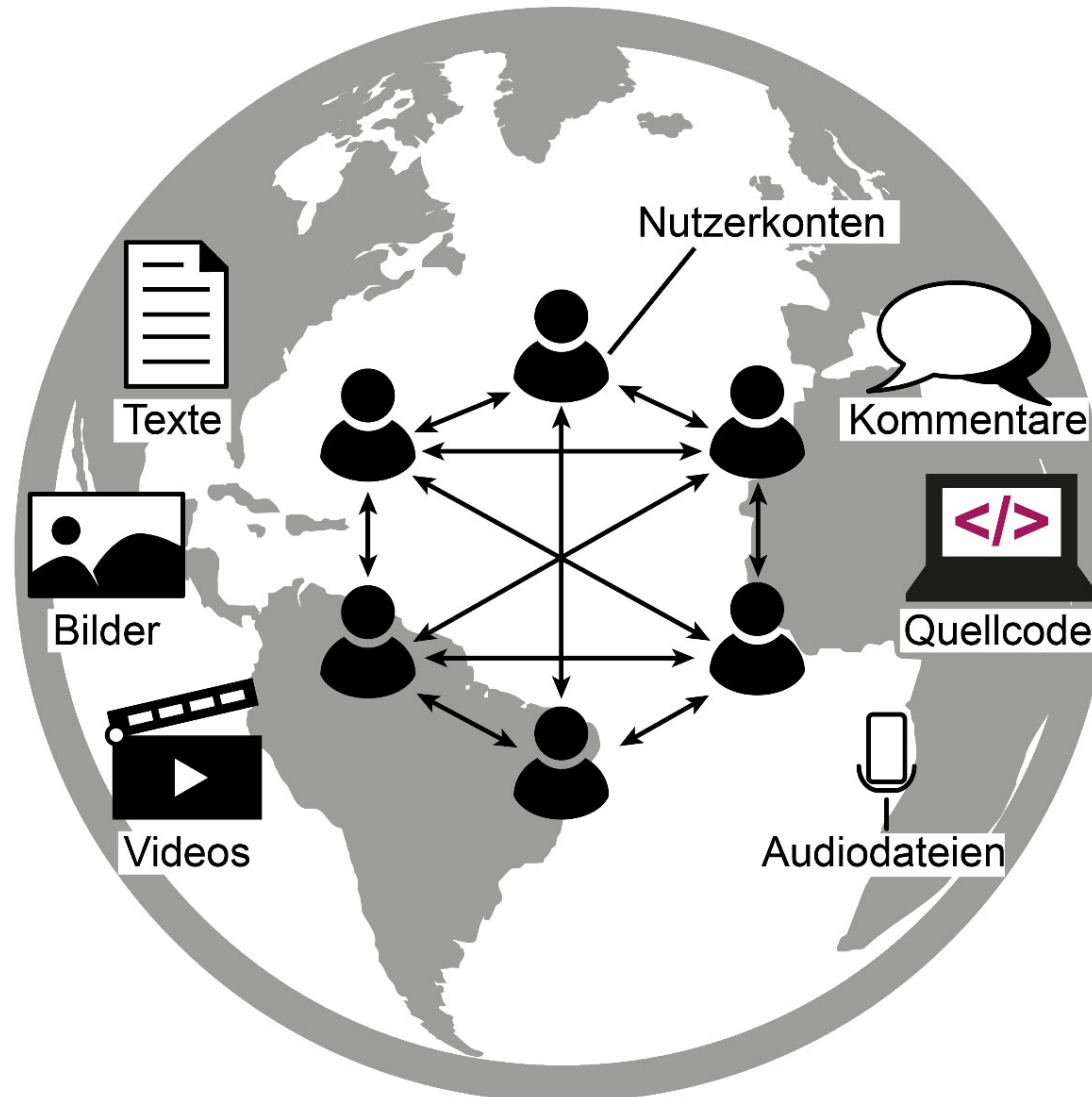 Nutzerkonten
Texte
Kommentare
</>
Bilder
Quellcode
Videos
Audiodateien